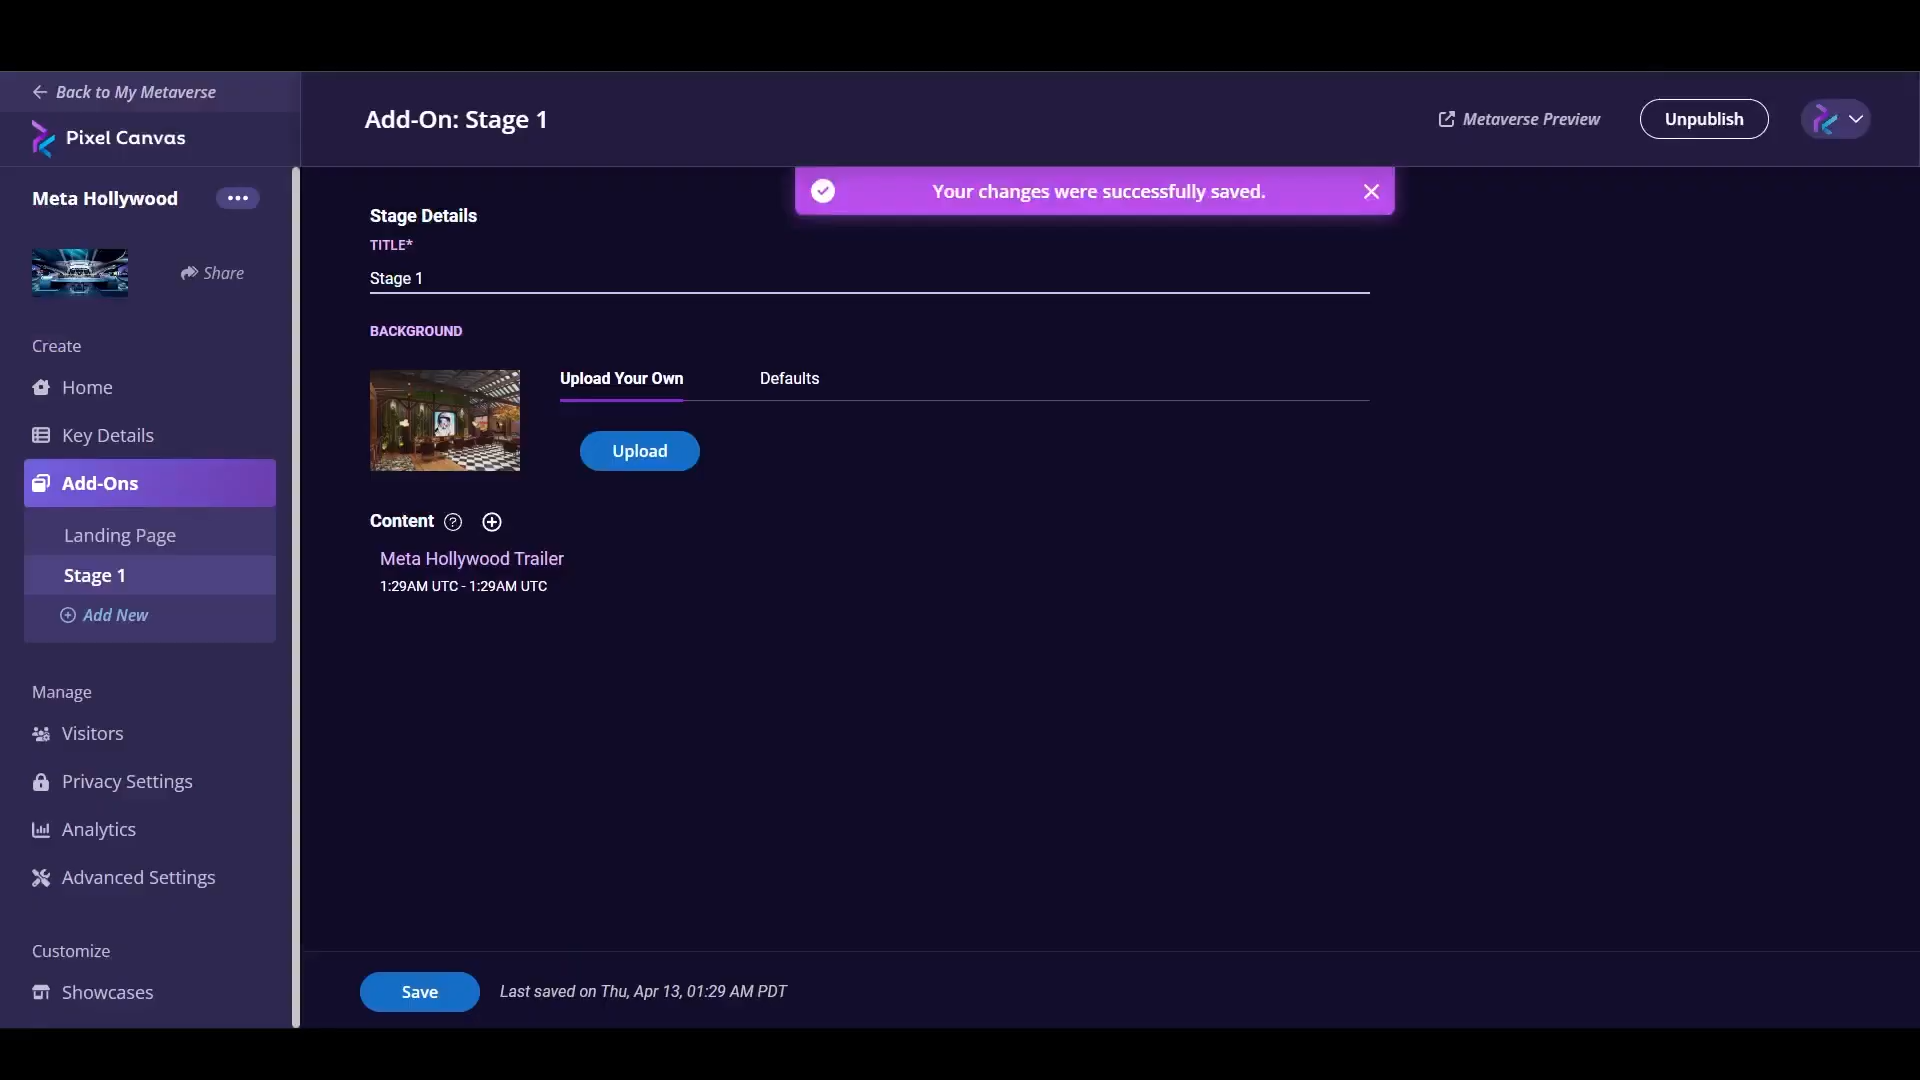 Back to My Metaverse
Pixel Canvas
Add-On: Stage 1
Metaverse Preview
Unpublish
Your changes were successfully saved.
Meta Hollywood
Share
Create
Home
Key Details
Add-Ons
Landing Page
Stage 1
Add New
Manage
Visitors
Privacy Settings
Analytics
Advanced Settings
Customize
Showcases
Stage Details
TITLE*
Stage 1
BACKGROUND
Upload Your Own
Defaults
Upload
Content
Meta Hollywood Trailer
1:29AM UTC - 1:29AM UTC
Save
Last saved on Thu, Apr 13, 01:29 AM PDT